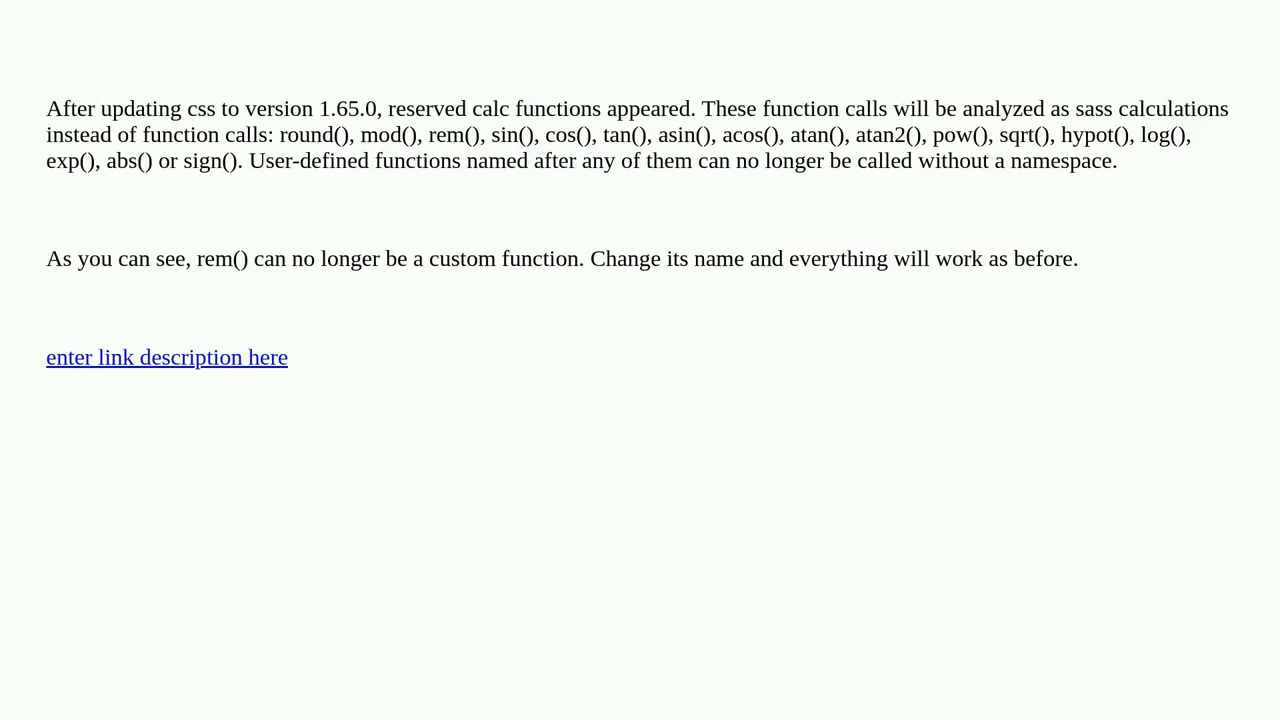 After updating css to version 1.65.0, reserved calc functions appeared. These function calls will be analyzed as sass calculations
instead of function calls: round(), mod(), rem(), sin(), cos(), tan(), asin(), acos(), atan(), atan2(), pow(), sqrt(), hypot(), log(),
exp(), abs() or sign(). User-defined functions named after any of them can no longer be called without a namespace.
As you can see, rem() can no longer be a custom function. Change its name and everything will work as before.
enter link description here